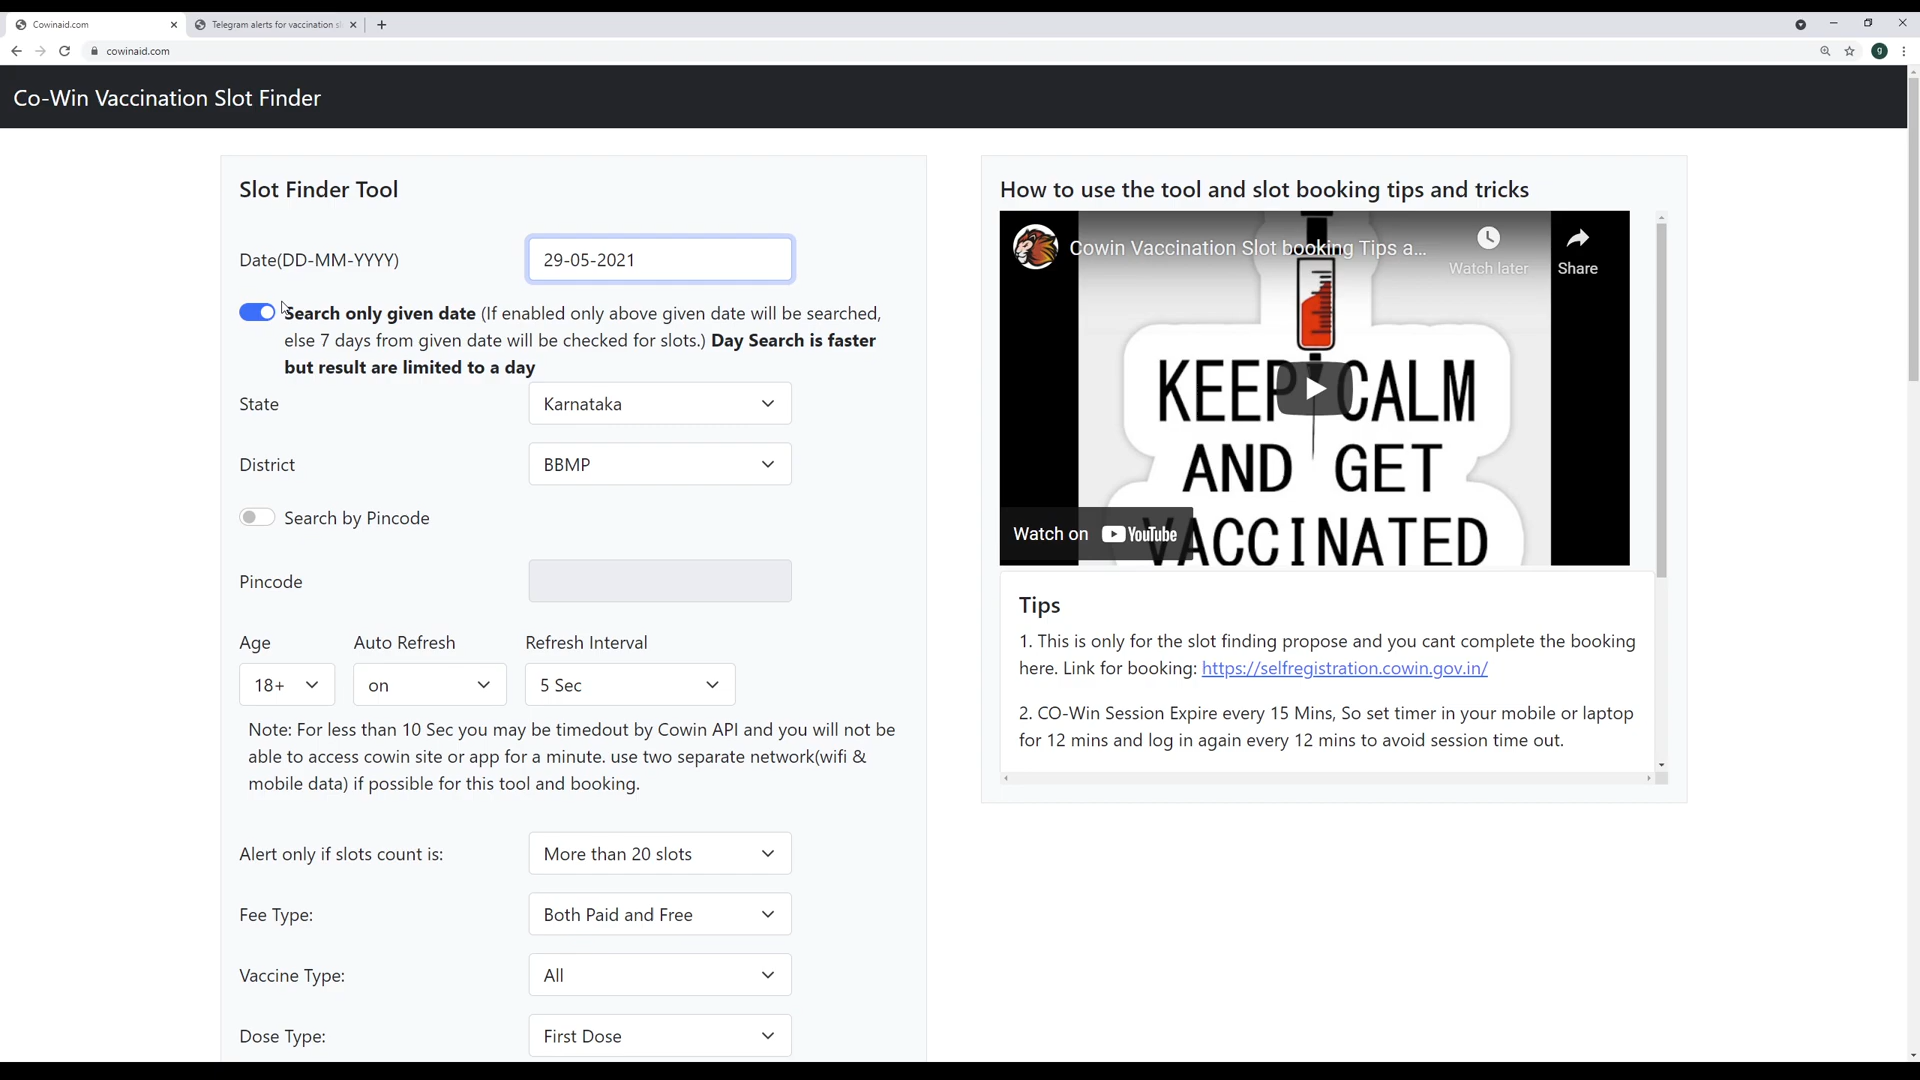 Cowinaid.com
Telegram alerts for vaccination sl
cowinaid.com
g
Co-Win Vaccination Slot Finder
Slot Finder Tool
Date(DD-MM-YYYY)
29-05-2021
Search only given date (If enabled only above given date will be searched,
else 7 days from given date will be checked for slots.) Day Search is faster
but result are limited to a day
State
Karnataka
District
BBMP
Search by Pincode
Pincode
Age
Auto Refresh
Refresh Interval
18+
on
5 Sec
Note: For less than 10 Sec you may be timedout by Cowin API and you will not be
able to access cowin site or app for a minute. use two separate network(wifi &
mobile data) if possible for this tool and booking.
Alert only if slots count is:
More than 20 slots
Fee Type:
Both Paid and Free
Vaccine Type:
All
Dose Type:
First Dose
How to use the tool and slot booking tips and tricks
Cowin Vaccination Slot booking Tips a...
Watch later
Share
KEEP CALM
AND GET
VACCINATED
Watch on YouTube
Tips
1. This is only for the slot finding propose and you cant complete the booking
here. Link for booking: https://selfregistration.cowin.gov.in/
2. CO-Win Session Expire every 15 Mins, So set timer in your mobile or laptop
for 12 mins and log in again every 12 mins to avoid session time out.